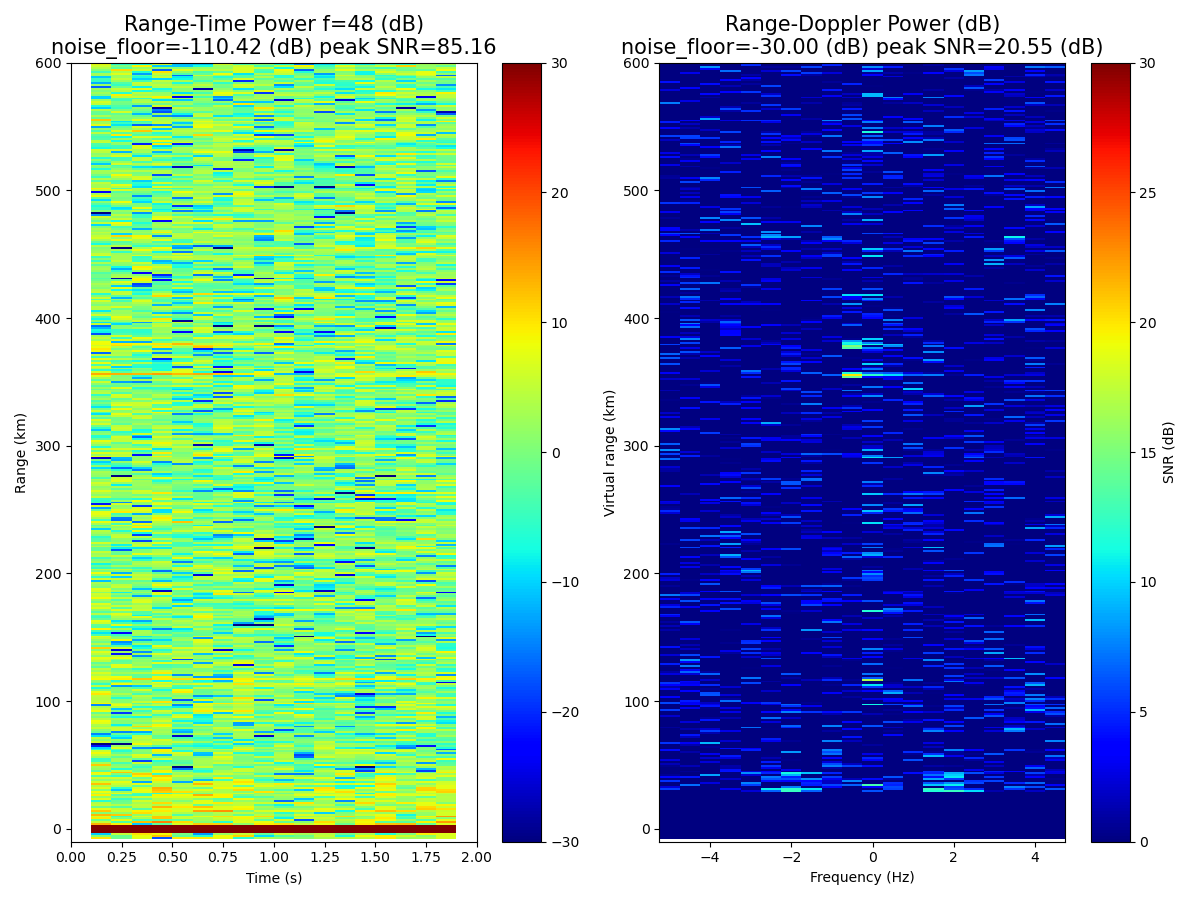 Range-Time Power f=48 (dB)
noise_floor=-110.42 (dB) peak SNR=85.16
600
500
400
300
200
100
0
Range (km)
0.00 0.25 0.50 0.75 1.00 1.25 1.50 1.75 2.00
Time (s)
30
20
10
0
−10
−20
−30
Range-Doppler Power (dB)
noise_floor=-30.00 (dB) peak SNR=20.55 (dB)
600
500
400
300
200
100
0
Virtual range (km)
−4 −2 0 2 4
Frequency (Hz)
30
25
20
15
10
5
0
SNR (dB)